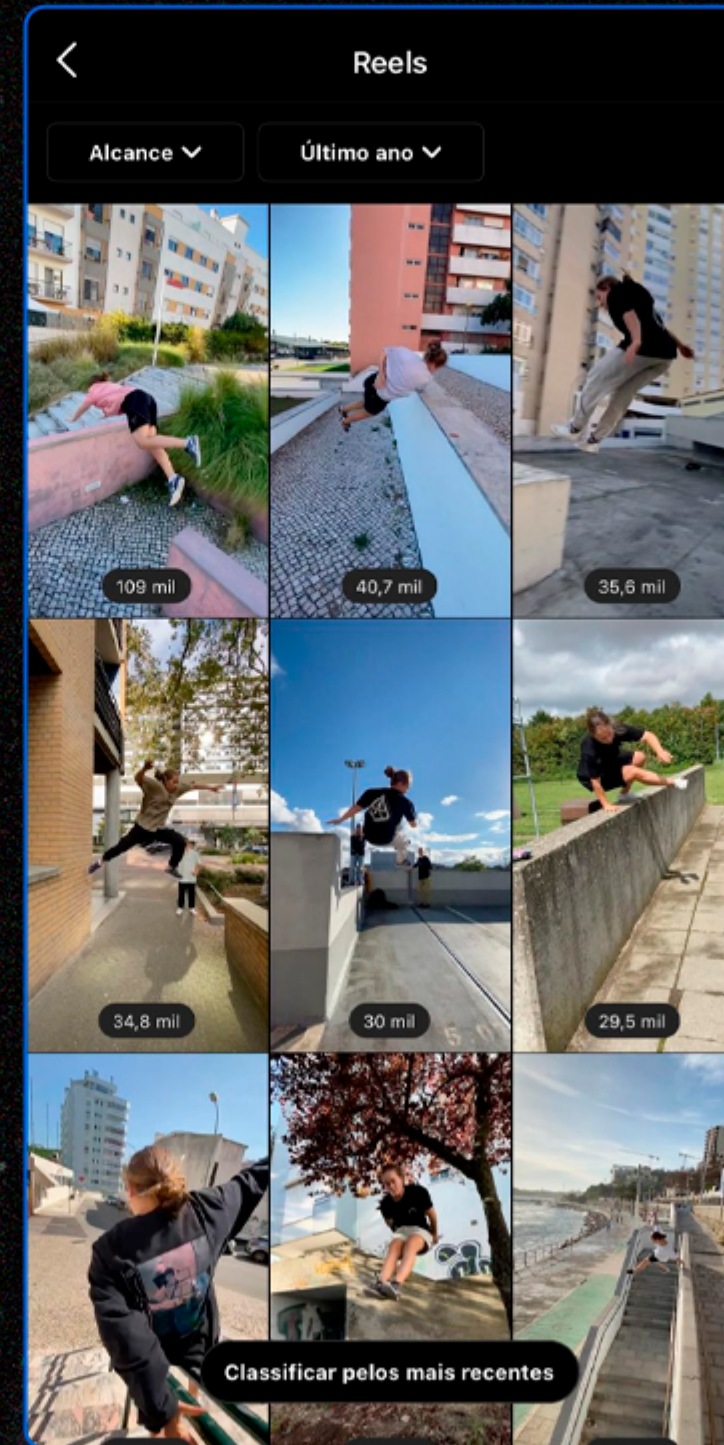 Reels
Alcance
Último ano
109 mil
40,7 mil
35,6 mil
34,8 mil
30 mil
29,5 mil
Classificar pelos mais recentes